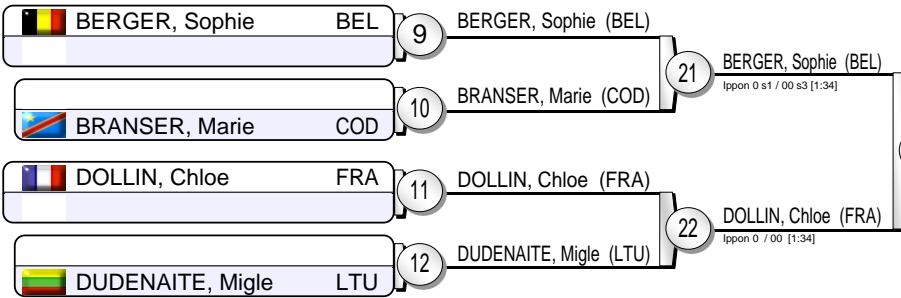 BERGER, Sophie BEL
9
BERGER, Sophie (BEL)
BRANSER, Marie COD
10
BRANSER, Marie (COD)
21
BERGER, Sophie (BEL)
Ippon 0 s1 / 00 s3 [1:34]
DOLLIN, Chloe FRA
11
DOLLIN, Chloe (FRA)
DUDENAITE, Migle LTU
12
DUDENAITE, Migle (LTU)
22
DOLLIN, Chloe (FRA)
Ippon 0 / 00 [1:34]